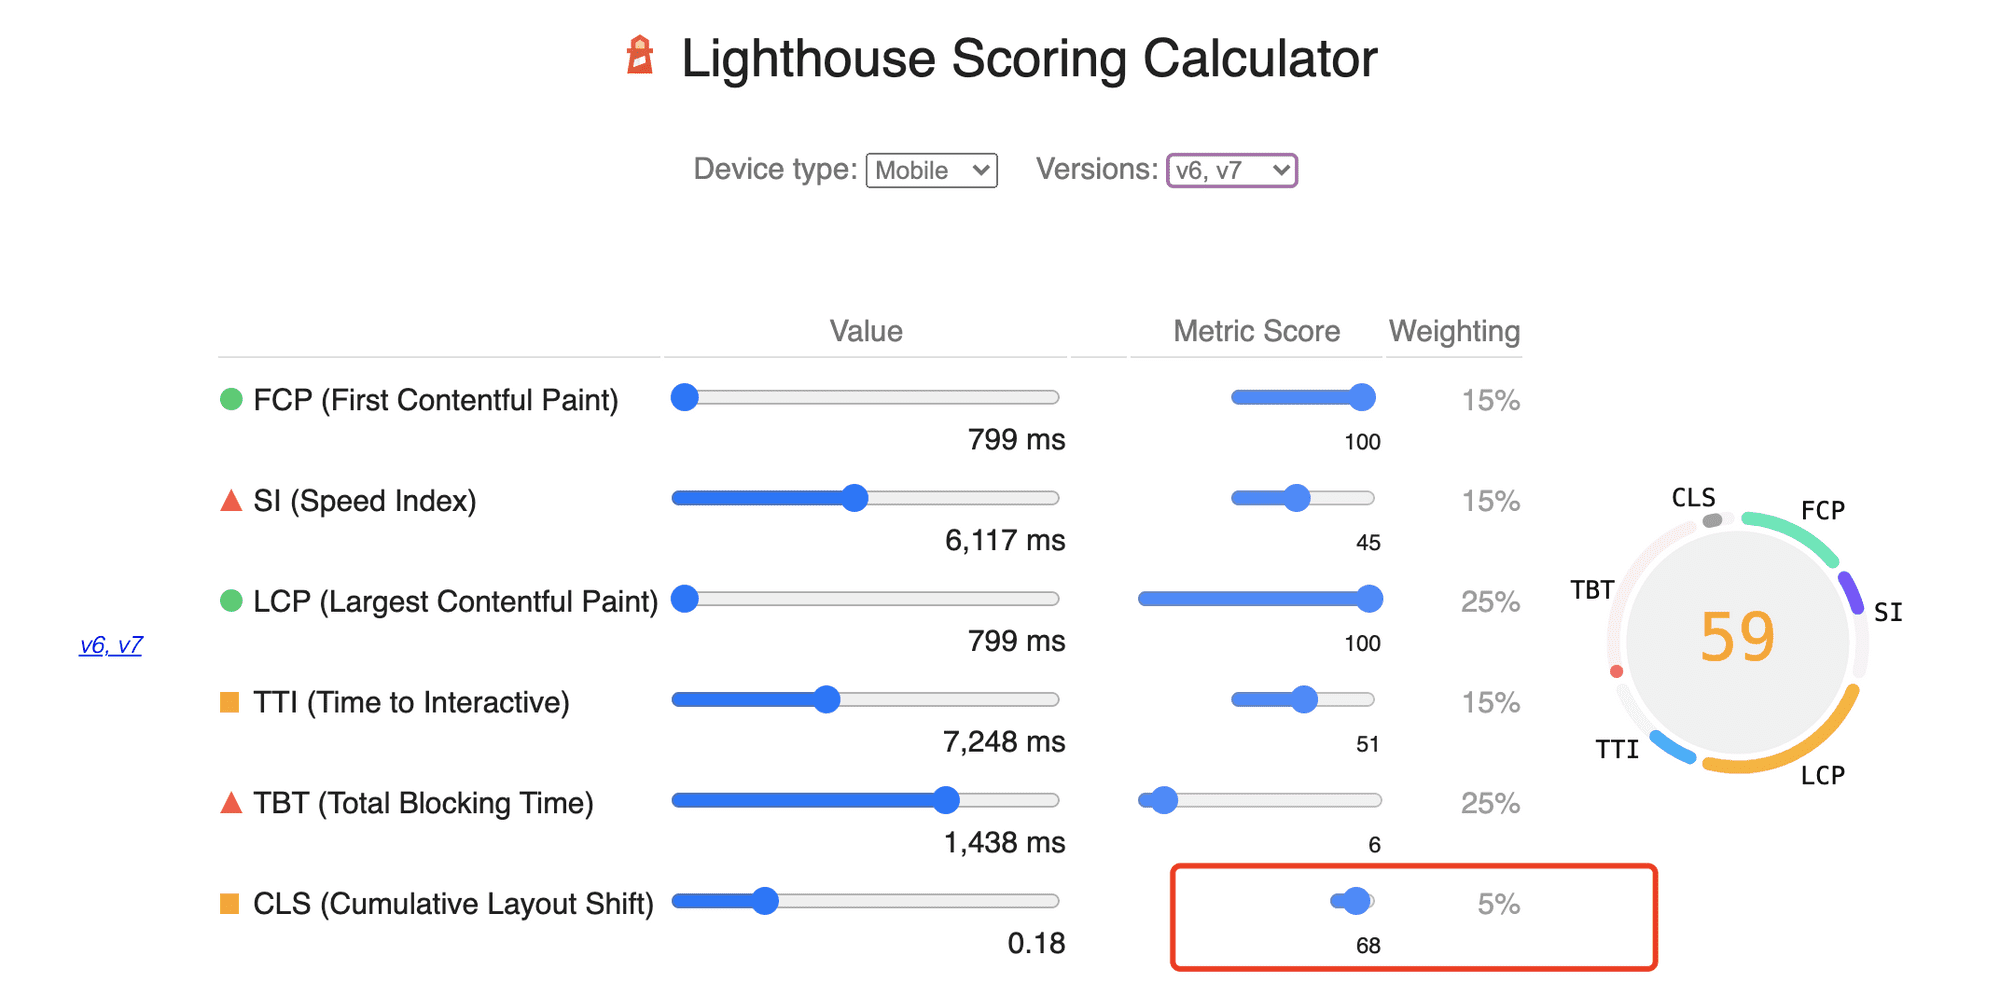 Lighthouse Scoring Calculator
Device type: Mobile Versions: v6, v7
Value Metric Score Weighting
FCP (First Contentful Paint) 15%
799 ms 100
SI (Speed Index) 15%
6,117 ms 45
LCP (Largest Contentful Paint) 25%
799 ms 100
v6, v7
TTI (Time to Interactive) 15%
7,248 ms 51
TBT (Total Blocking Time) 25%
1,438 ms 6
CLS (Cumulative Layout Shift) 5%
0.18 68
CLS FCP
TBT SI
59
TTI LCP